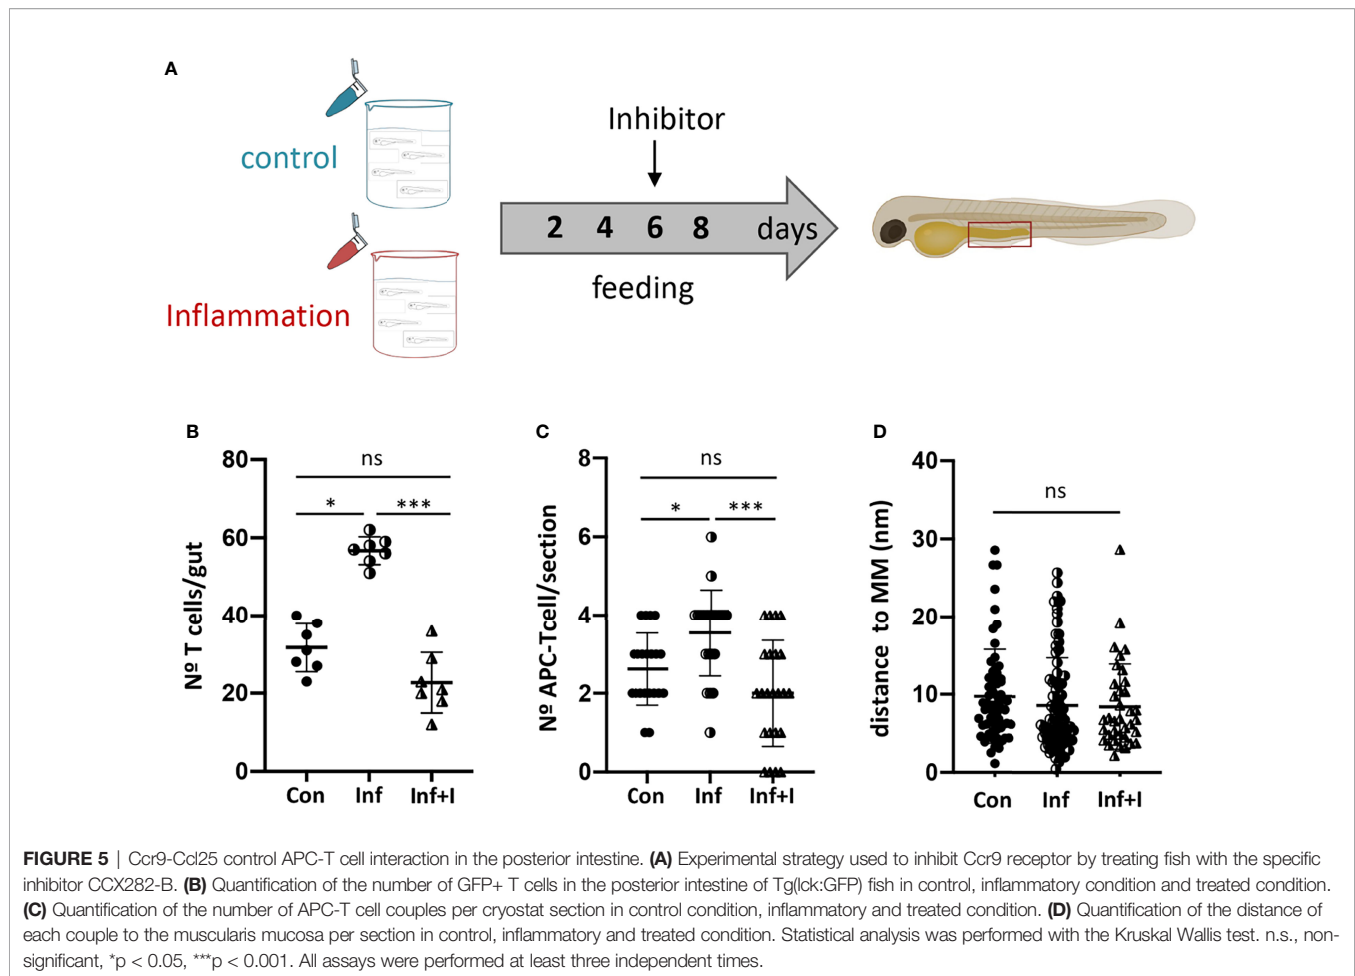 A
control
Inflammation
Inhibitor
2 4 6 8 days
feeding
B
Nº T cells/gut
80
60
40
20
0
ns
* ***
Con Inf Inf+I
C
Nº APC-Tcell/section
8
6
4
2
0
ns
* ***
Con Inf Inf+I
D
distance to MM (nm)
40
30
20
10
0
ns
Con Inf Inf+I
FIGURE 5 | Ccr9-Ccl25 control APC-T cell interaction in the posterior intestine. (A) Experimental strategy used to inhibit Ccr9 receptor by treating fish with the specific
inhibitor CCX282-B. (B) Quantification of the number of GFP+ T cells in the posterior intestine of Tg(lck:GFP) fish in control, inflammatory condition and treated condition.
(C) Quantification of the number of APC-T cell couples per cryostat section in control condition, inflammatory and treated condition. (D) Quantification of the distance of
each couple to the muscularis mucosa per section in control, inflammatory and treated condition. Statistical analysis was performed with the Kruskal Wallis test. n.s., non-
significant, *p < 0.05, ***p < 0.001. All assays were performed at least three independent times.